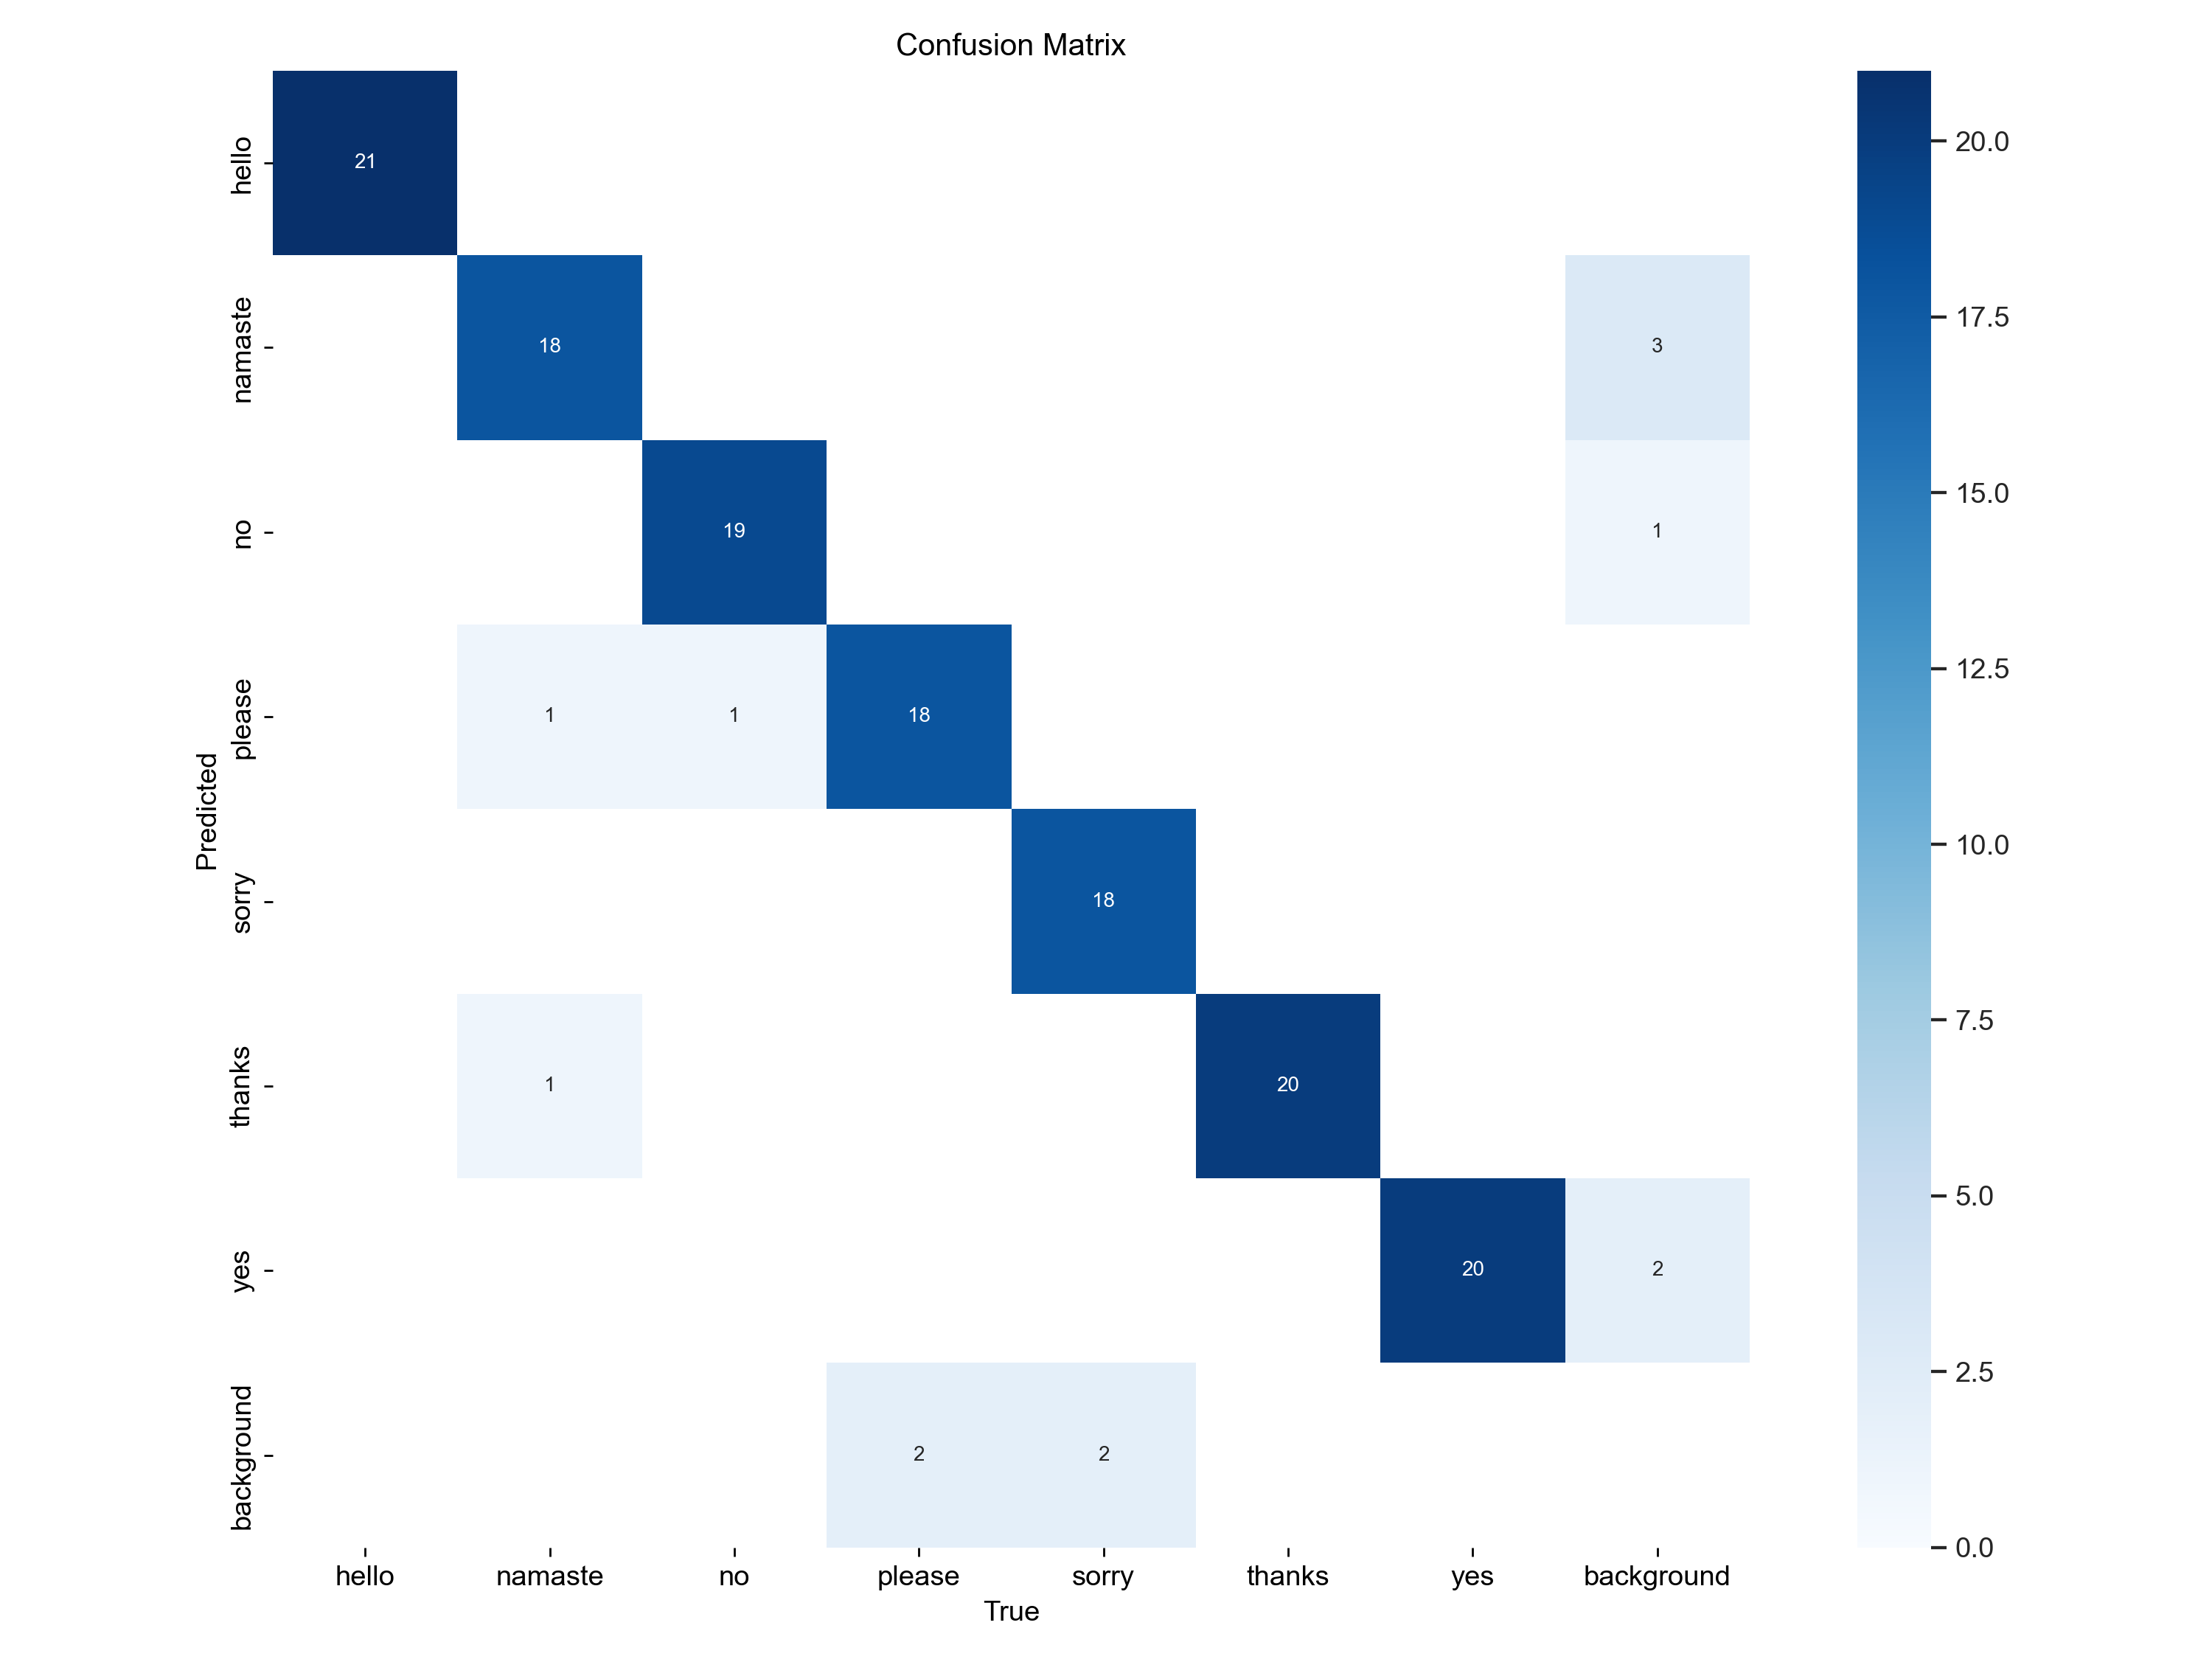 Confusion Matrix
hello
21
20.0
namaste
18
3
17.5
no
19
1
15.0
please
1
1
18
12.5
Predicted
sorry
18
10.0
thanks
1
20
7.5
yes
20
2
5.0
background
2
2
2.5
0.0
hello namaste no please sorry thanks yes background
True